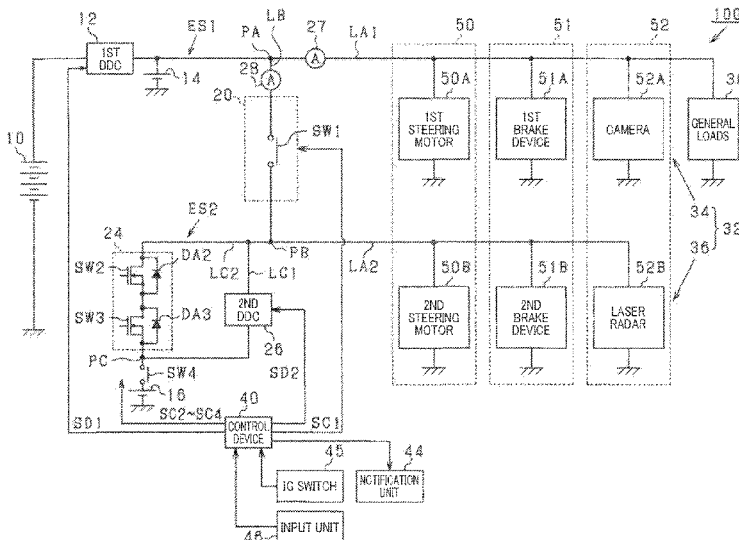 100
12
ES1
LB
PA
27
LA1
50
51
52
1ST
DDC
14
28
A
A
20
SW1
50A
51A
52A
1ST
STEERING
MOTOR
1ST
BRAKE
DEVICE
CAMERA
GENERAL
LOADS
10
34
32
36
ES2
24
DA2
SW2
LC2
LC1
PB
LA2
50B
51B
52B
SW3
DA3
2ND
DDC
26
2ND
STEERING
MOTOR
2ND
BRAKE
DEVICE
LASER
RADAR
PC
SW4
16
SD2
SC2~SC4
SD1
40
SC1
CONTROL
DEVICE
45
44
IG SWITCH
NOTIFICATION
UNIT
46
INPUT UNIT